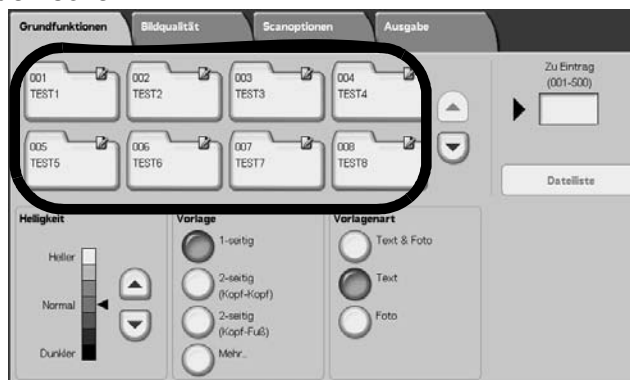 Grundfunktionen Bildqualität Scanoptionen Ausgabe
001 002 003 004
TEST1 TEST2 TEST3 TEST4
Zu Eintrag
(001-500)
005 006 007 008
TEST5 TEST6 TEST7 TEST8
Dateiliste
Helligkeit
Heller
Normal
Dunkler
Vorlage
1-seitig
2-seitig
(Kopf-Kopf)
2-seitig
(Kopf-Fuß)
Mehr...
Vorlagenart
Text & Foto
Text
Foto